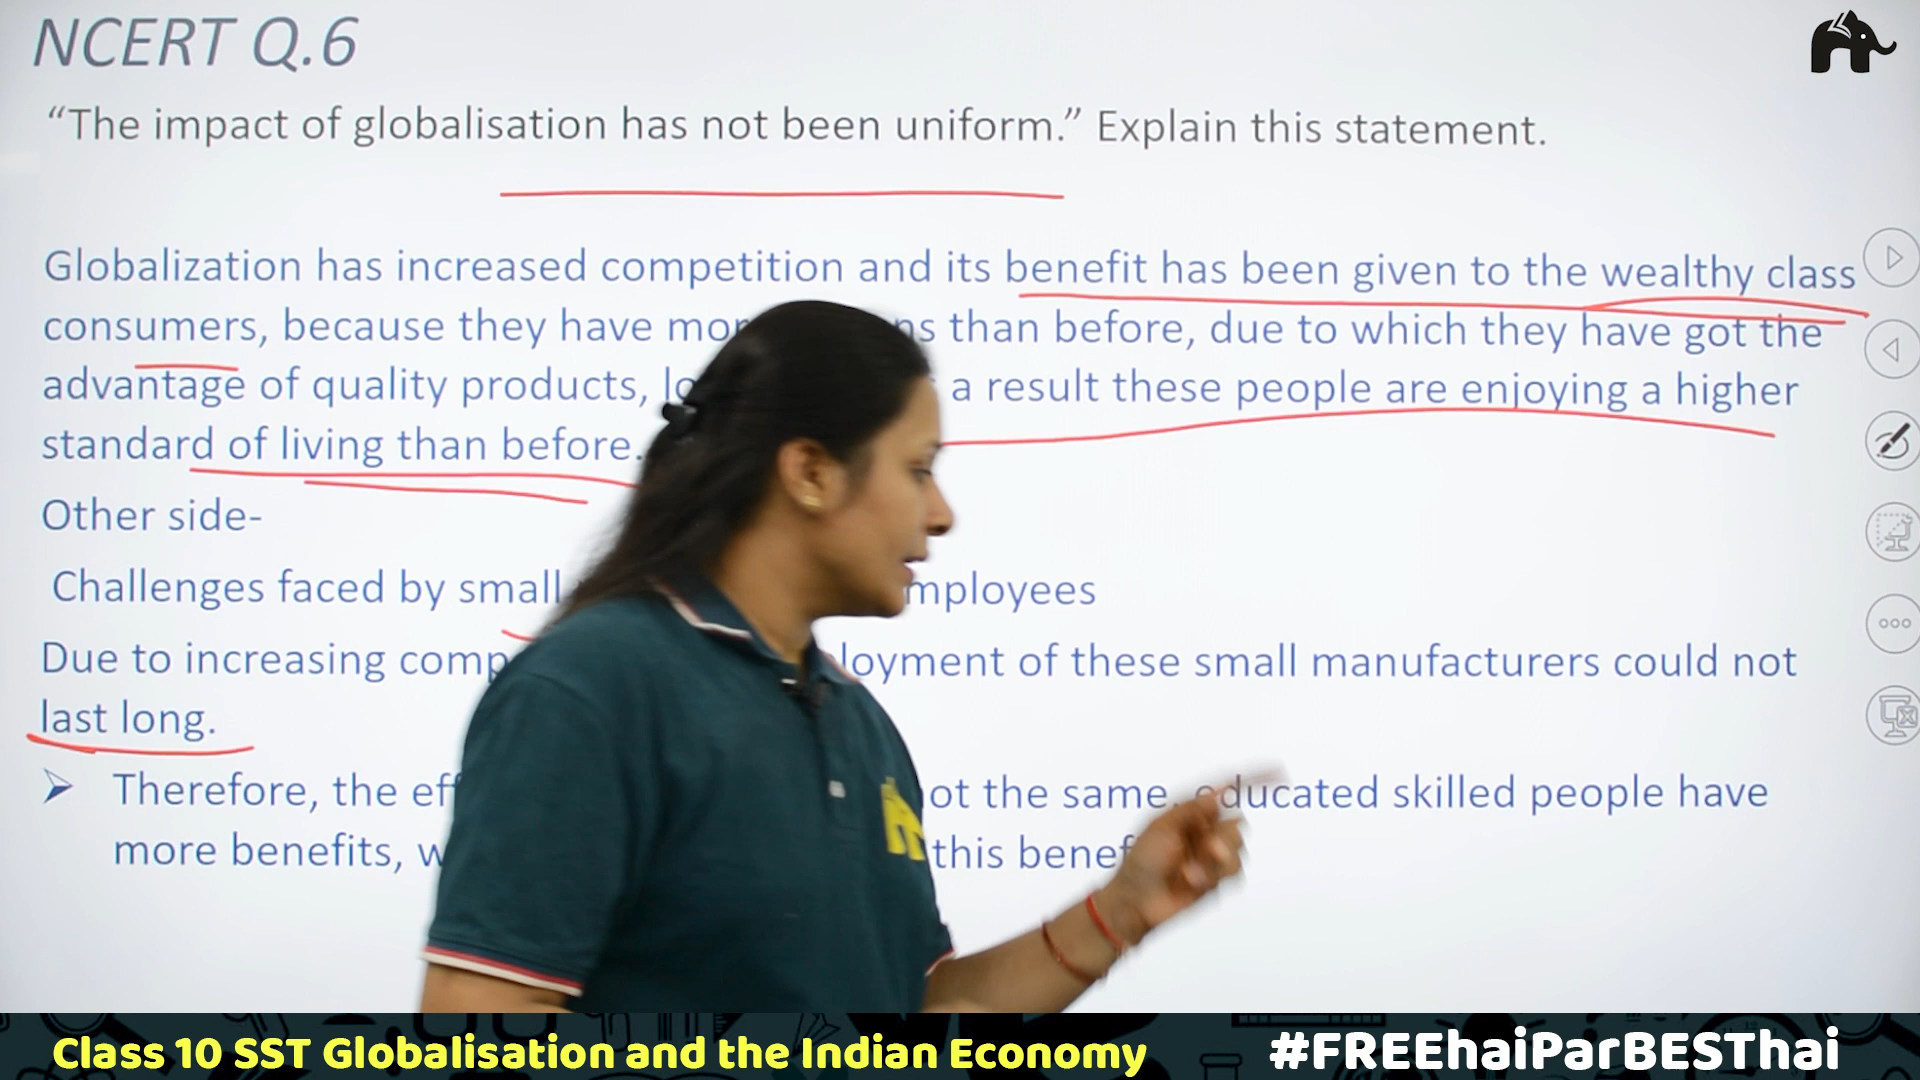 NCERT Q.6
“The impact of globalisation has not been uniform.” Explain this statement.
Globalization has increased competition and its benefit has been given to the wealthy class
consumers, because they have than before, due to which they have got the
advantage of quality products, a result these people are enjoying a higher
standard of living than before.
Other side-
Challenges faced by small
Due to increasing of these small manufacturers could not
last long.
Therefore, the the same, educated skilled people have
more benefits, this
Class 10 SST Globalisation and the Indian Economy
#FREEhaiParBESThai